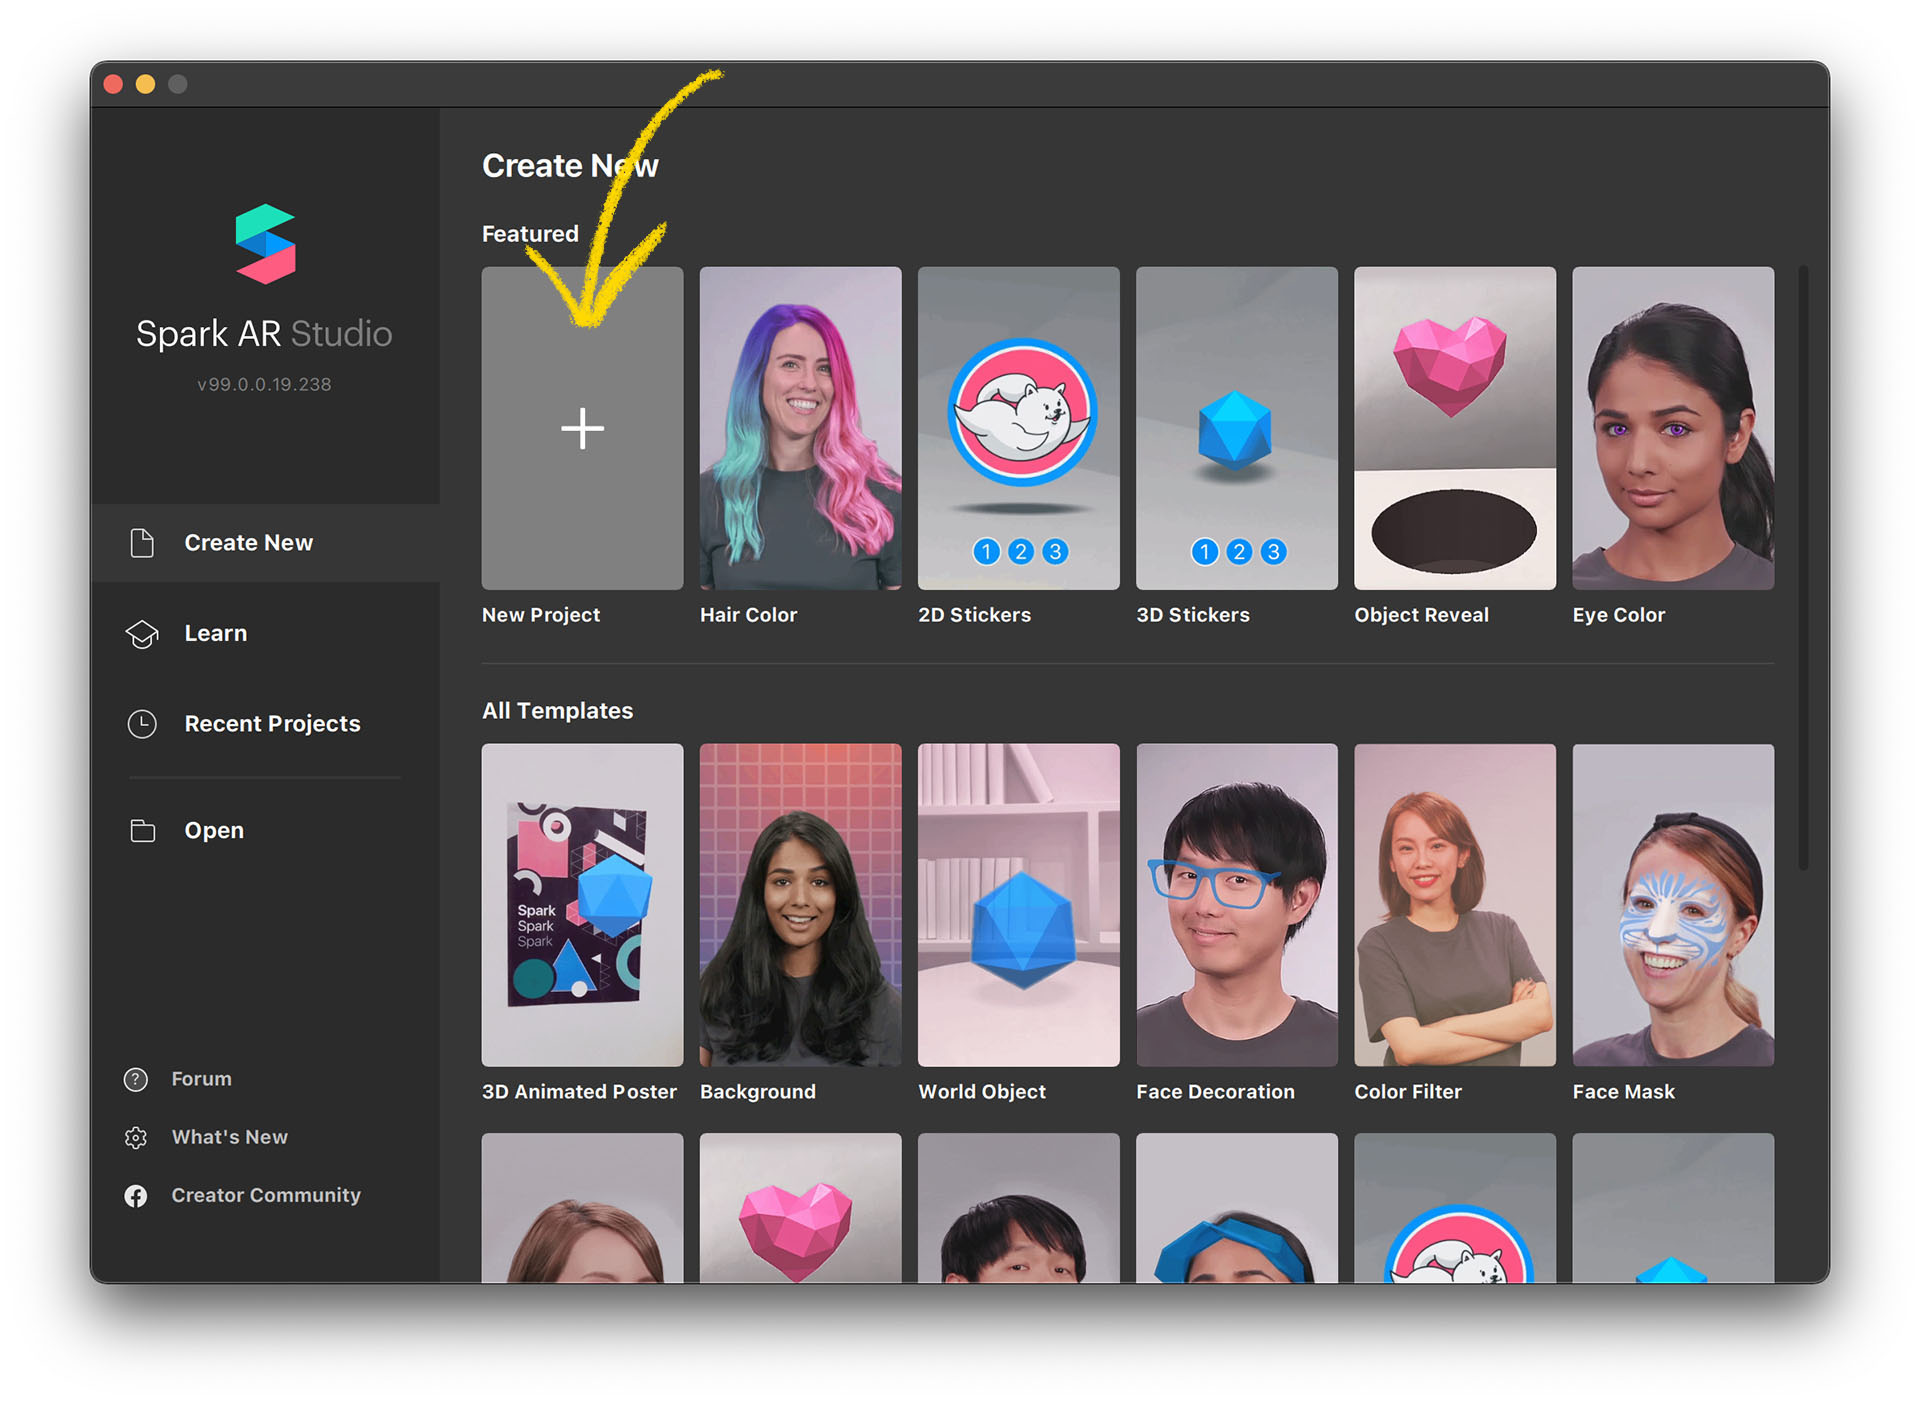 Spark AR Studio
v99.0.0.19.238
Create New
Learn
Recent Projects
Open
Forum
What's New
Creator Community
Create New
Featured
1 2 3
1 2 3
New Project
Hair Color
2D Stickers
3D Stickers
Object Reveal
Eye Color
All Templates
Spark
Spark
Spark
3D Animated Poster
Background
World Object
Face Decoration
Color Filter
Face Mask